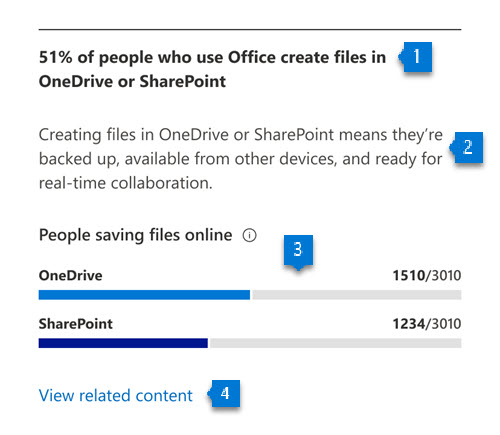 51% of people who use Office create files in 1
OneDrive or SharePoint
Creating files in OneDrive or SharePoint means they're
backed up, available from other devices, and ready for 2
real-time collaboration.
People saving files online
3
OneDrive 1510/3010
SharePoint 1234/3010
View related content 4